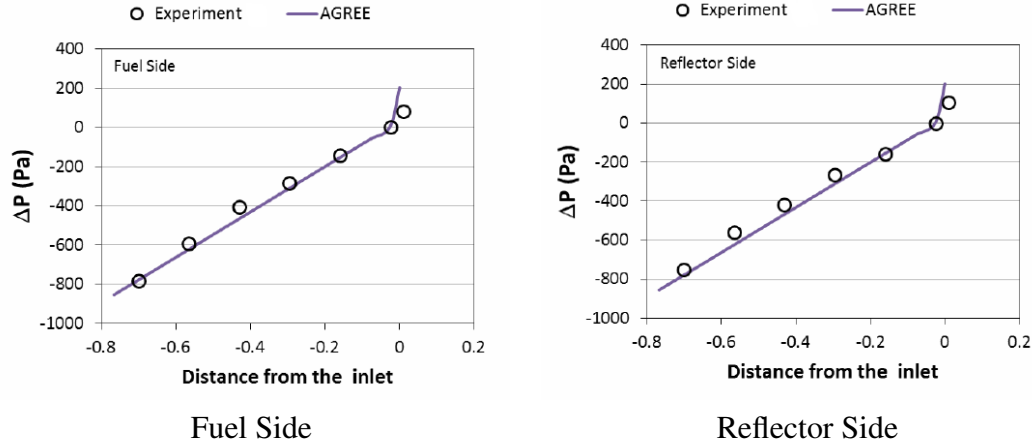 Experiment AGREE
Fuel Side
400
200
0
-200
-400
-600
-800
-1000
ΔP (Pa)
-0.8 -0.6 -0.4 -0.2 0 0.2
Distance from the inlet
Fuel Side
Experiment AGREE
Reflector Side
400
200
0
-200
-400
-600
-800
-1000
ΔP (Pa)
-0.8 -0.6 -0.4 -0.2 0 0.2
Distance from the inlet
Reflector Side